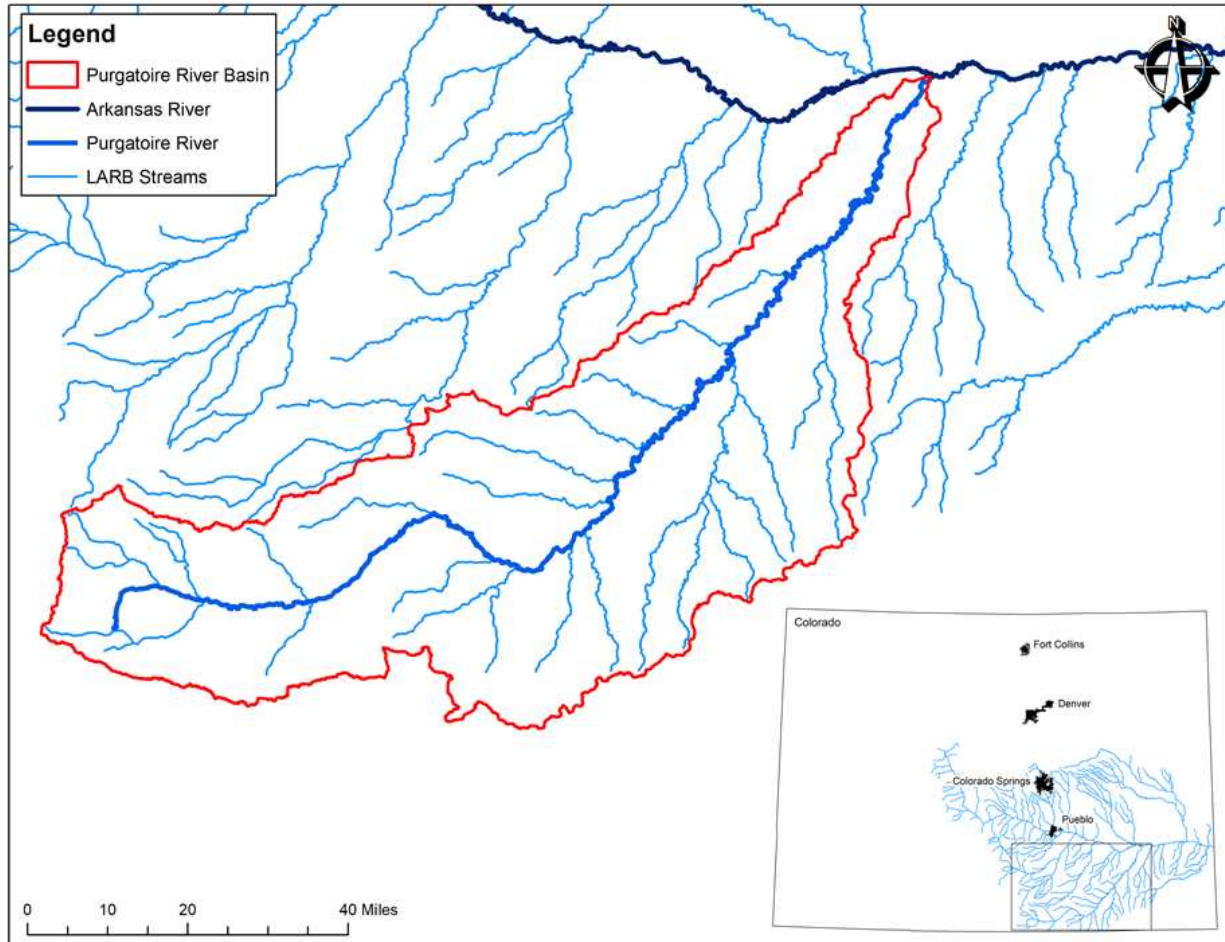 Legend
Purgatoire River Basin
Arkansas River
Purgatoire River
LARB Streams
N
Colorado
Fort Collins
Denver
Colorado Springs
Pueblo
0 10 20 40 Miles